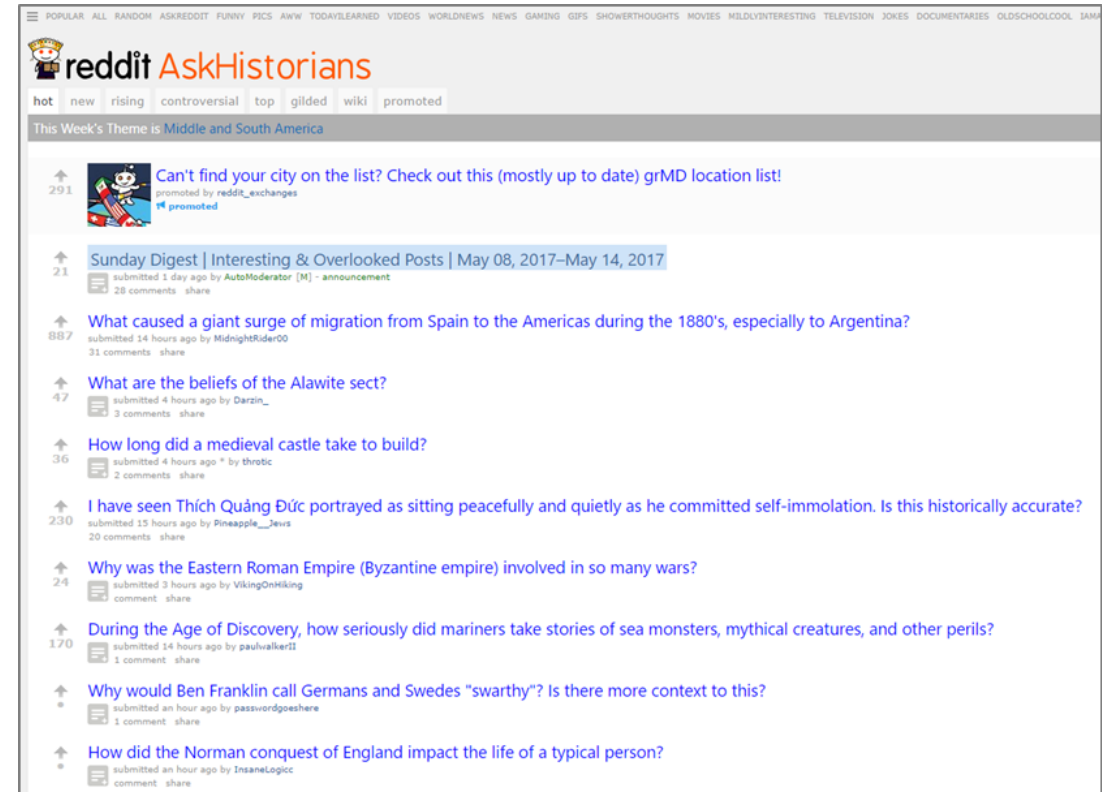 POPULAR ALL RANDOM ASKREDDIT FUNNY PICS AWW TODAYILEARNED VIDEOS WORLDNEWS NEWS GAMING GIFS SHOWERTHOUGHTS MOVIES MILDLYINTERESTING TELEVISION JOKES DOCUMENTARIES OLDSCHOOLCOOL IAMA
reddit AskHistorians
hot new rising controversial top gilded wiki promoted
This Week's Theme is Middle and South America
Can't find your city on the list? Check out this (mostly up to date) grMD location list!
291
promoted by reddit_exchanges
promoted
Sunday Digest | Interesting & Overlooked Posts | May 08, 2017–May 14, 2017
21
submitted 1 day ago by AutoModerator [M] - announcement
28 comments share
What caused a giant surge of migration from Spain to the Americas during the 1880's, especially to Argentina?
887
submitted 14 hours ago by MidnightRider00
31 comments share
What are the beliefs of the Alawite sect?
47
submitted 4 hours ago by Darzin_
3 comments share
How long did a medieval castle take to build?
36
submitted 4 hours ago * by throtic
2 comments share
I have seen Thích Quảng Đức portrayed as sitting peacefully and quietly as he committed self-immolation. Is this historically accurate?
230
submitted 15 hours ago by Pineapple__Jews
20 comments share
Why was the Eastern Roman Empire (Byzantine empire) involved in so many wars?
24
submitted 3 hours ago by VikingOnHiking
comment share
During the Age of Discovery, how seriously did mariners take stories of sea monsters, mythical creatures, and other perils?
170
submitted 14 hours ago by paulwalkerII
1 comment share
Why would Ben Franklin call Germans and Swedes "swarthy"? Is there more context to this?
•
submitted an hour ago by passwordgoeshere
1 comment share
How did the Norman conquest of England impact the life of a typical person?
•
submitted an hour ago by InsaneLogicc
comment share